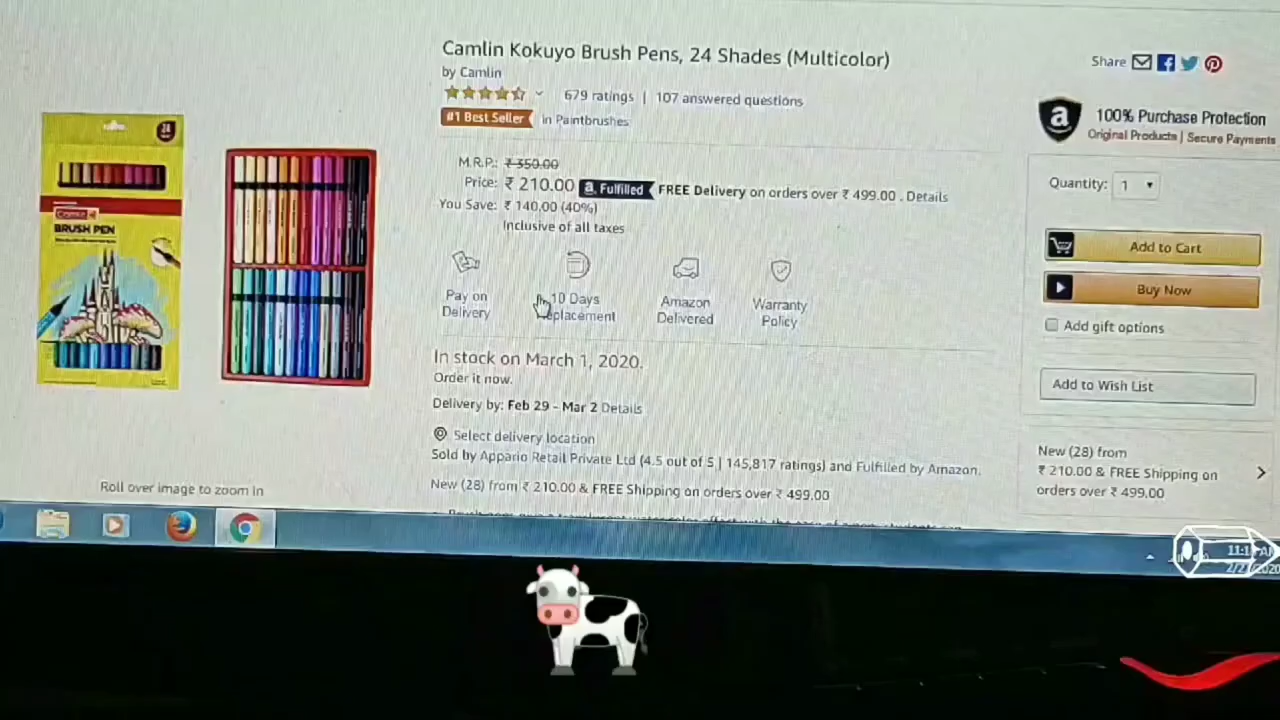 Camlin Kokuyo Brush Pens, 24 Shades (Multicolor)
by Camlin
679 ratings | 107 answered questions
#1 Best Seller in Paintbrushes
M.R.P.: ₹ 350.00
Price: ₹ 210.00 a Fulfilled FREE Delivery on orders over ₹ 499.00 . Details
You Save: ₹ 140.00 (40%)
Inclusive of all taxes
Pay on Delivery
10 Days Replacement
Amazon Delivered
Warranty Policy
In stock on March 1, 2020.
Order it now.
Delivery by: Feb 29 - Mar 2 Details
Select delivery location
Sold by Appario Retail Private Ltd (4.5 out of 5 | 145,817 ratings) and Fulfilled by Amazon.
New (28) from ₹ 210.00 & FREE Shipping on orders over ₹ 499.00
24
Camlin
BRUSH PEN
Roll over image to zoom in
Share
a
100% Purchase Protection
Original Products | Secure Payments
Quantity: 1
Add to Cart
Buy Now
Add gift options
Add to Wish List
New (28) from
₹ 210.00 & FREE Shipping on
orders over ₹ 499.00